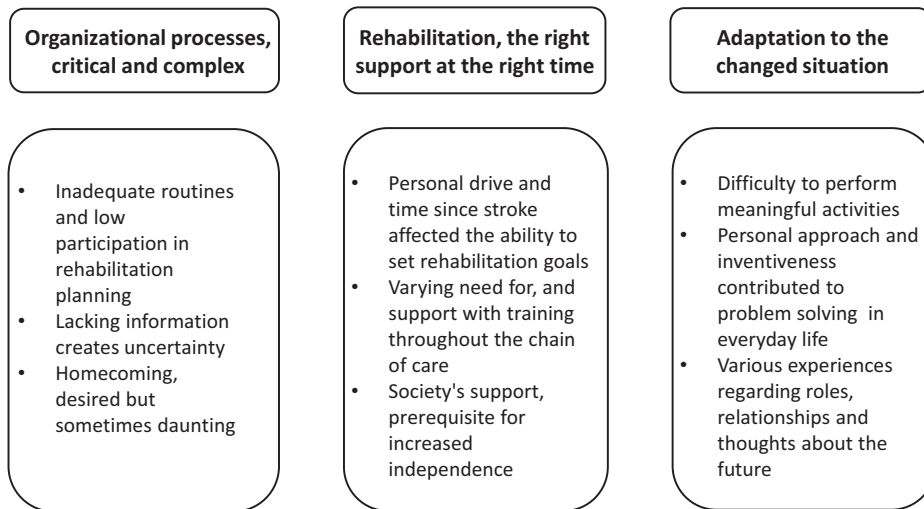 Organizational processes,
critical and complex
Rehabilitation, the right
support at the right time
Adaptation to the
changed situation
• Inadequate routines
and low
participation in
rehabilitation
planning
• Lacking information
creates uncertainty
• Homecoming,
desired but
sometimes daunting
• Personal drive and
time since stroke
affected the ability to
set rehabilitation goals
• Varying need for, and
support with training
throughout the chain
of care
• Society's support,
prerequisite for
increased
independence
• Difficulty to perform
meaningful activities
• Personal approach and
inventiveness
contributed to
problem solving in
everyday life
• Various experiences
regarding roles,
relationships and
thoughts about the
future